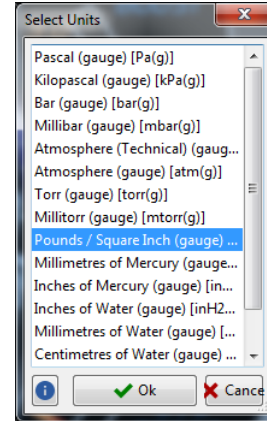 Select Units
Pascal (gauge) [Pa(g)]
Kilopascal (gauge) [kPa(g)]
Bar (gauge) [bar(g)]
Millibar (gauge) [mbar(g)]
Atmosphere (Technical) (gaug...
Atmosphere (gauge) [atm(g)]
Torr (gauge) [torr(g)]
Millitorr (gauge) [mtorr(g)]
Pounds / Square Inch (gauge) ...
Millimetres of Mercury (gauge...
Inches of Mercury (gauge) [in...
Inches of Water (gauge) [inH2...
Millimetres of Water (gauge) [...
Centimetres of Water (gauge) ...
Ok
Cance